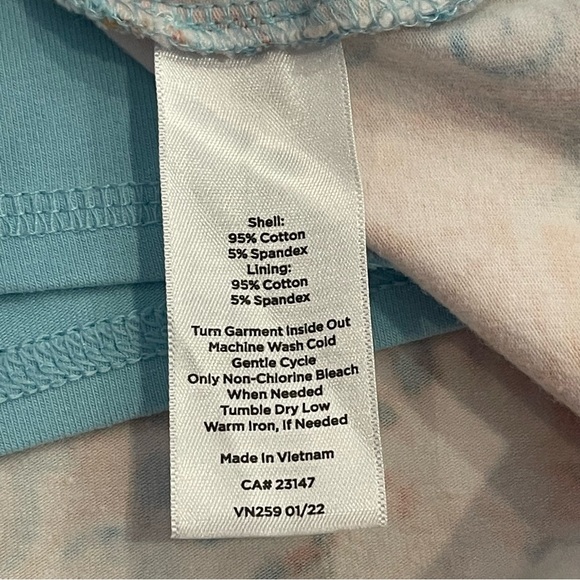 Shell:
95% Cotton
5% Spandex
Lining:
95% Cotton
5% Spandex
Turn Garment Inside Out
Machine Wash Cold
Gentle Cycle
Only Non-Chlorine Bleach
When Needed
Tumble Dry Low
Warm Iron, If Needed
Made In Vietnam
CA# 23147
VN259 01/22